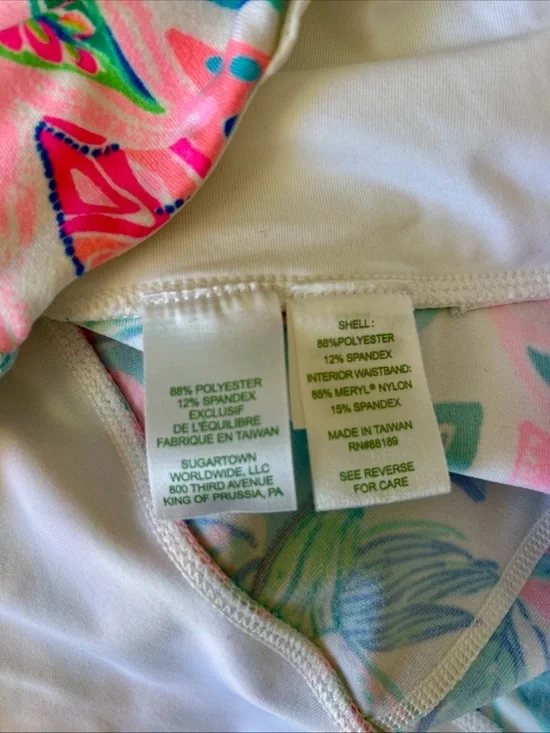 88% POLYESTER
12% SPANDEX
EXCLUSIF
DE L'ÉQUILIBRE
FABRIQUE EN TAIWAN
SUGARTOWN
WORLDWIDE, LLC
800 THIRD AVENUE
KING OF PRUSSIA, PA
SHELL:
88%POLYESTER
12% SPANDEX
INTERIOR WAISTBAND:
85% MERYL® NYLON
15% SPANDEX
MADE IN TAIWAN
RN#88189
SEE REVERSE
FOR CARE